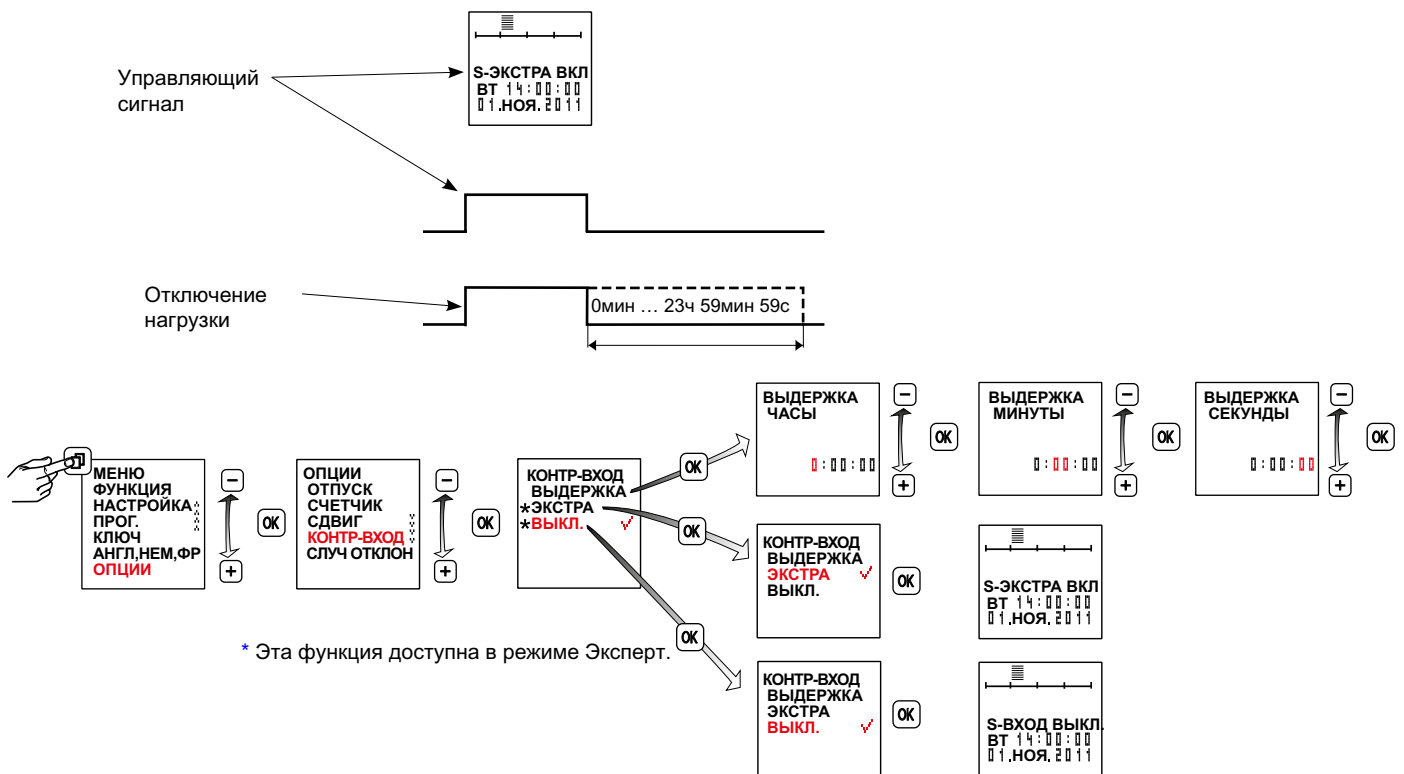 Управляющий
сигнал
S-ЭКСТРА ВКЛ
ВТ 14:00:00
01.НОЯ. 2011
Отключение
нагрузки
0мин … 23ч 59мин 59с
МЕНЮ
ФУНКЦИЯ
НАСТРОЙКА
ПРОГ.
КЛЮЧ
АНГЛ,НЕМ,ФР
ОПЦИИ
−
+
OK
ОПЦИИ
ОТПУСК
СЧЕТЧИК
СДВИГ
КОНТР-ВХОД
СЛУЧ ОТКЛОН
−
+
OK
КОНТР-ВХОД
ВЫДЕРЖКА
*ЭКСТРА
*ВЫКЛ. ✓
OK
OK
OK
ВЫДЕРЖКА
ЧАСЫ
0:00:00
−
+
OK
ВЫДЕРЖКА
МИНУТЫ
0:00:00
−
+
OK
ВЫДЕРЖКА
СЕКУНДЫ
0:00:00
−
+
OK
КОНТР-ВХОД
ВЫДЕРЖКА
ЭКСТРА ✓
ВЫКЛ.
OK
S-ЭКСТРА ВКЛ
ВТ 14:00:00
01.НОЯ. 2011
* Эта функция доступна в режиме Эксперт.
КОНТР-ВХОД
ВЫДЕРЖКА
ЭКСТРА
ВЫКЛ. ✓
OK
S-ВХОД ВЫКЛ.
ВТ 14:00:00
01.НОЯ. 2011